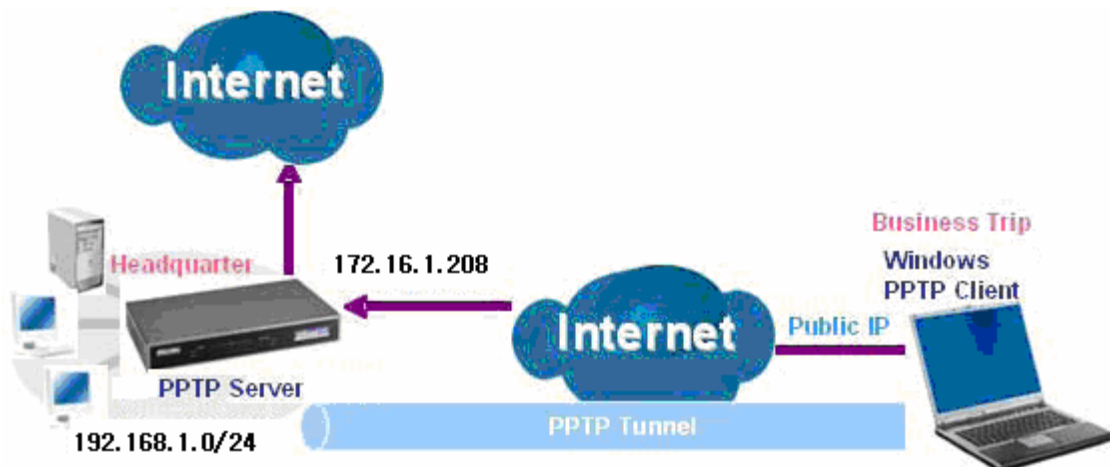 Internet
Headquarter
172.16.1.208
Business Trip
Windows
PPTP Client
Internet
Public IP
PPTP Server
PPTP Tunnel
192.168.1.0/24